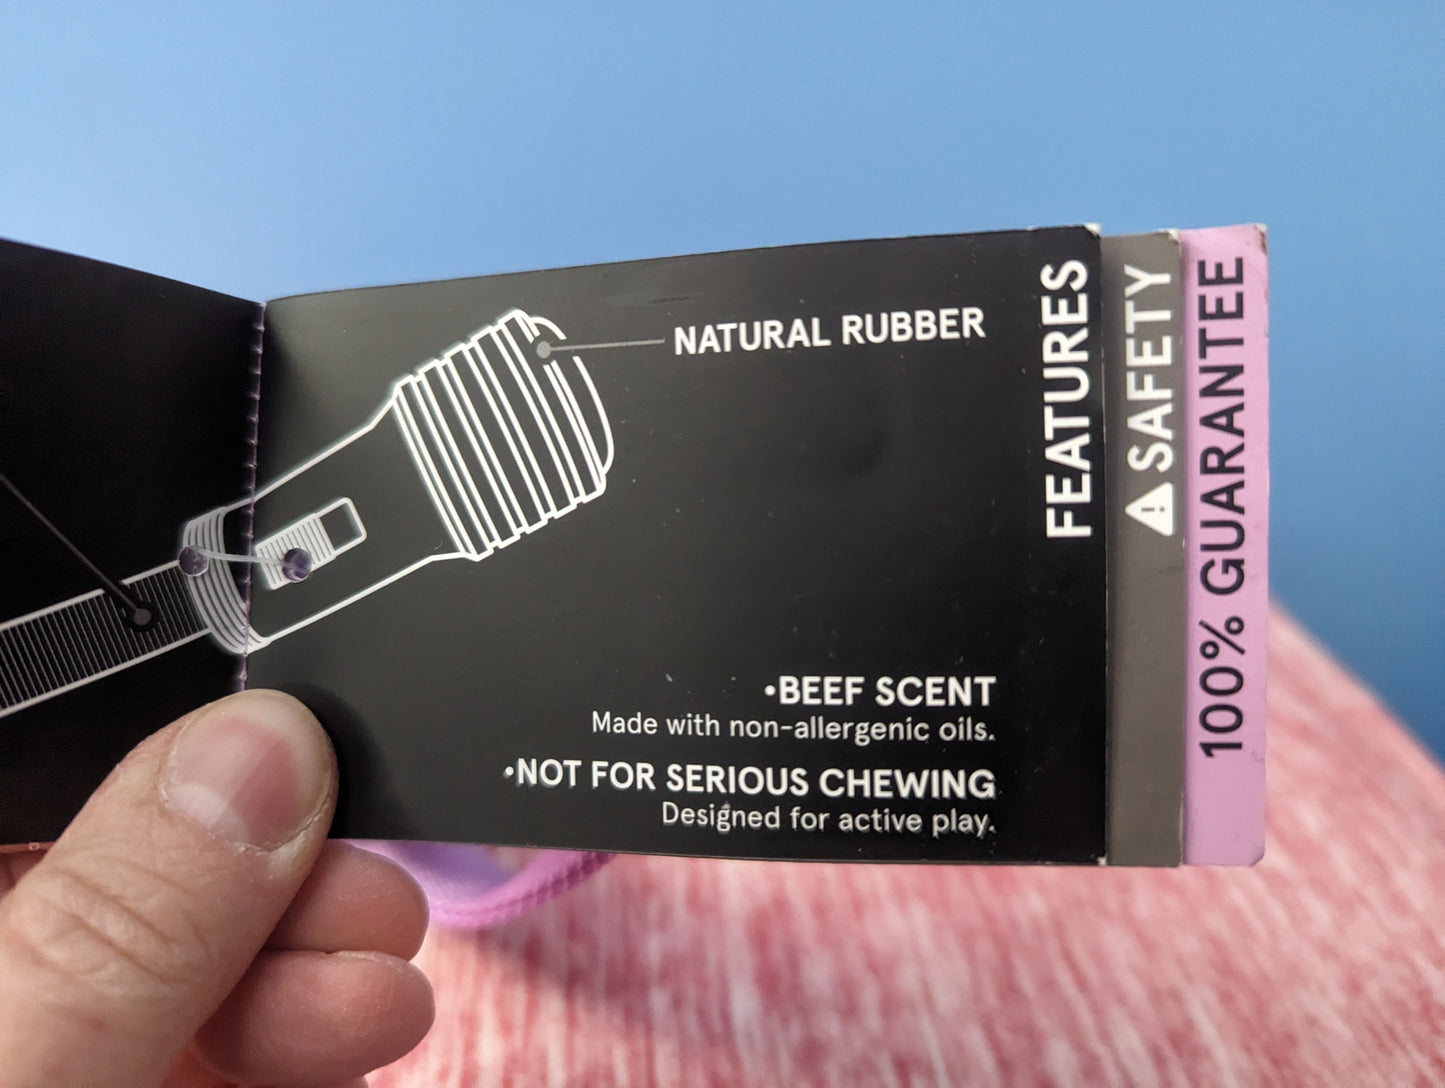 NATURAL RUBBER
•BEEF SCENT
Made with non-allergenic oils.
•NOT FOR SERIOUS CHEWING
Designed for active play.
FEATURES
SAFETY
100% GUARANTEE